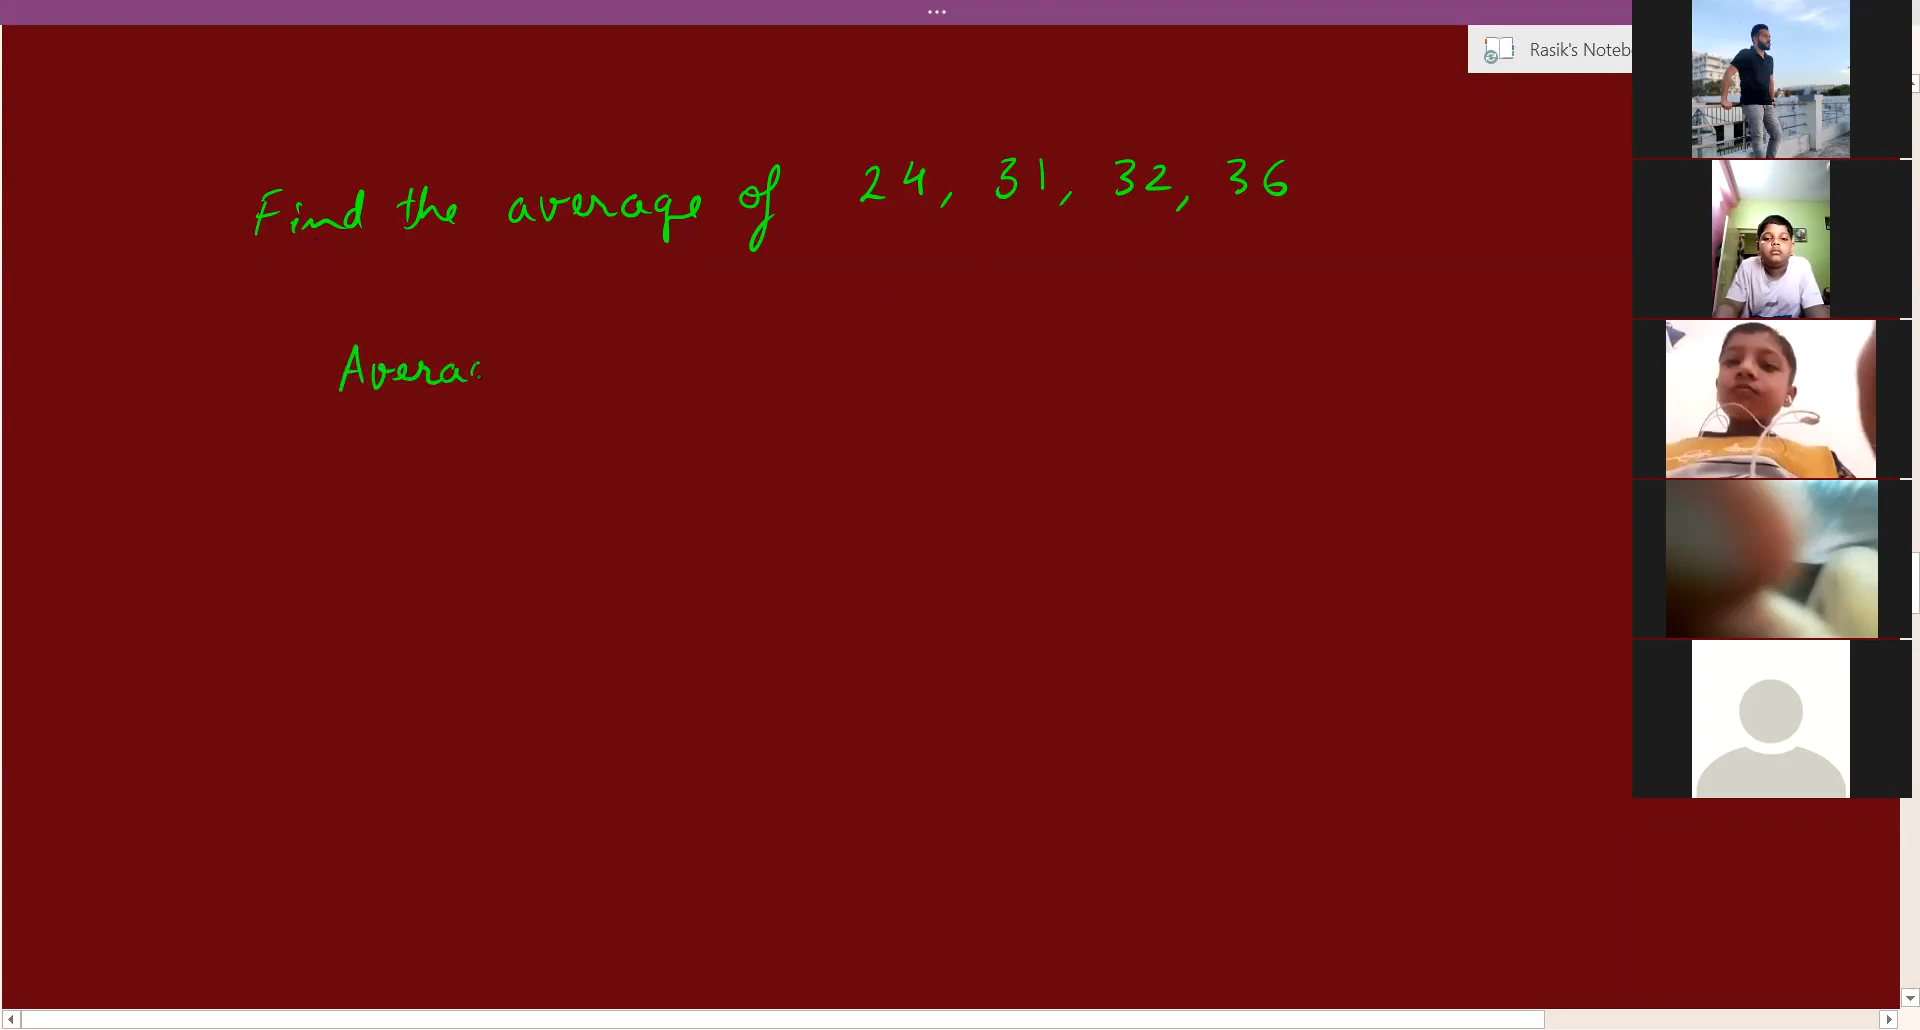 Rasik's Noteb
Find the average of 24, 31, 32, 36
Averag